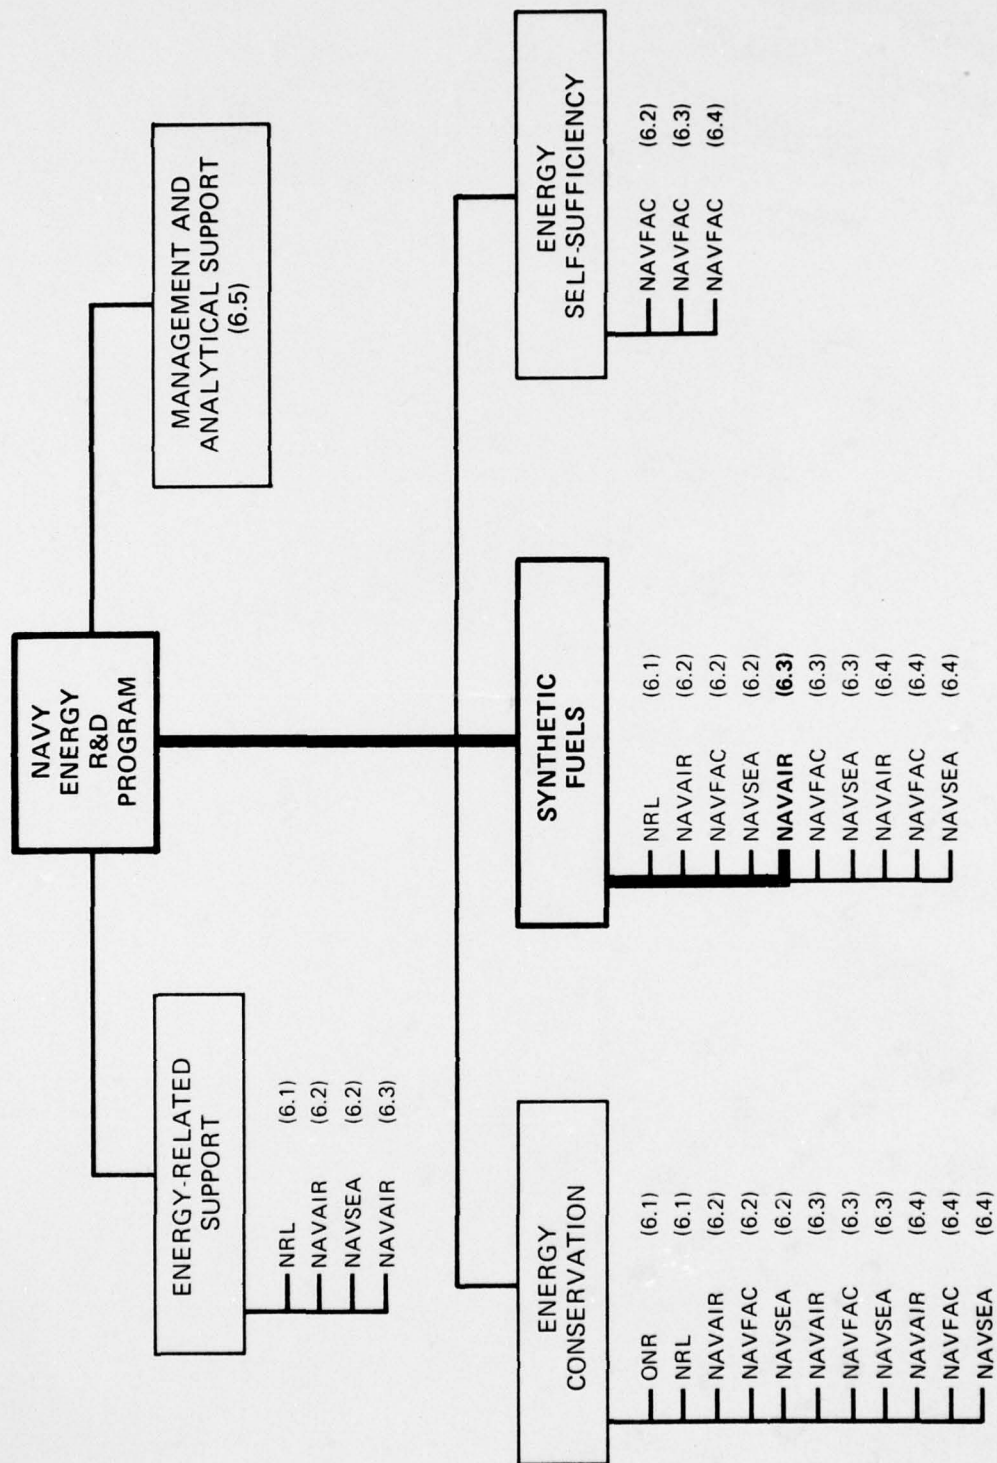 NAVY
ENERGY
R&D
PROGRAM
ENERGY-RELATED
SUPPORT
NRL (6.1)
NAVAIR (6.2)
NAVSEA (6.2)
NAVAIR (6.3)
MANAGEMENT AND
ANALYTICAL SUPPORT
(6.5)
ENERGY
CONSERVATION
ONR (6.1)
NRL (6.1)
NAVAIR (6.2)
NAVFAC (6.2)
NAVSEA (6.2)
NAVAIR (6.3)
NAVFAC (6.3)
NAVSEA (6.3)
NAVAIR (6.4)
NAVFAC (6.4)
NAVSEA (6.4)
SYNTHETIC
FUELS
NRL (6.1)
NAVAIR (6.2)
NAVFAC (6.2)
NAVSEA (6.2)
NAVAIR (6.3)
NAVFAC (6.3)
NAVSEA (6.3)
NAVAIR (6.4)
NAVFAC (6.4)
NAVSEA (6.4)
ENERGY
SELF-SUFFICIENCY
NAVFAC (6.2)
NAVFAC (6.3)
NAVFAC (6.4)